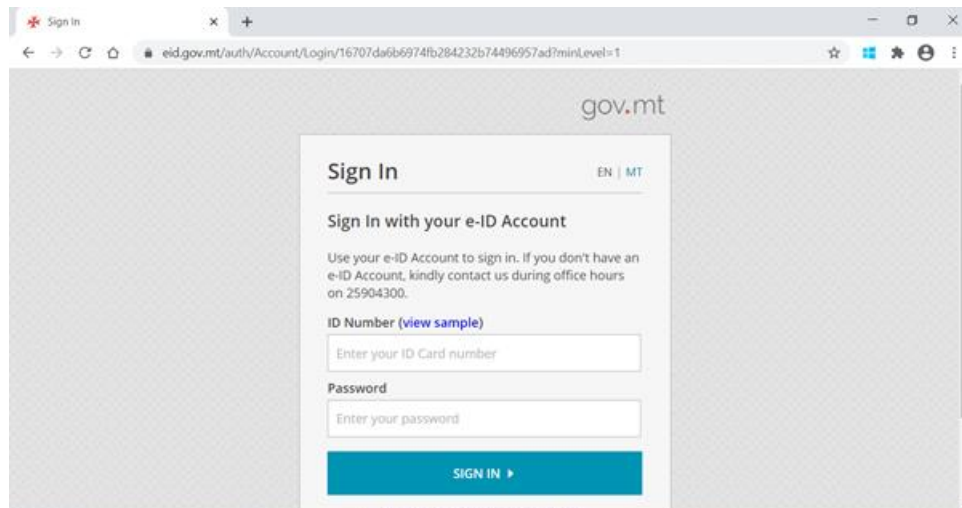 Sign In
eid.gov.mt/auth/Account/Login/16707da6b6974fb284232b74496957ad?minLevel=1
gov.mt
Sign In
EN | MT
Sign In with your e-ID Account
Use your e-ID Account to sign in. If you don't have an
e-ID Account, kindly contact us during office hours
on 25904300.
ID Number (view sample)
Enter your ID Card number
Password
Enter your password
SIGN IN